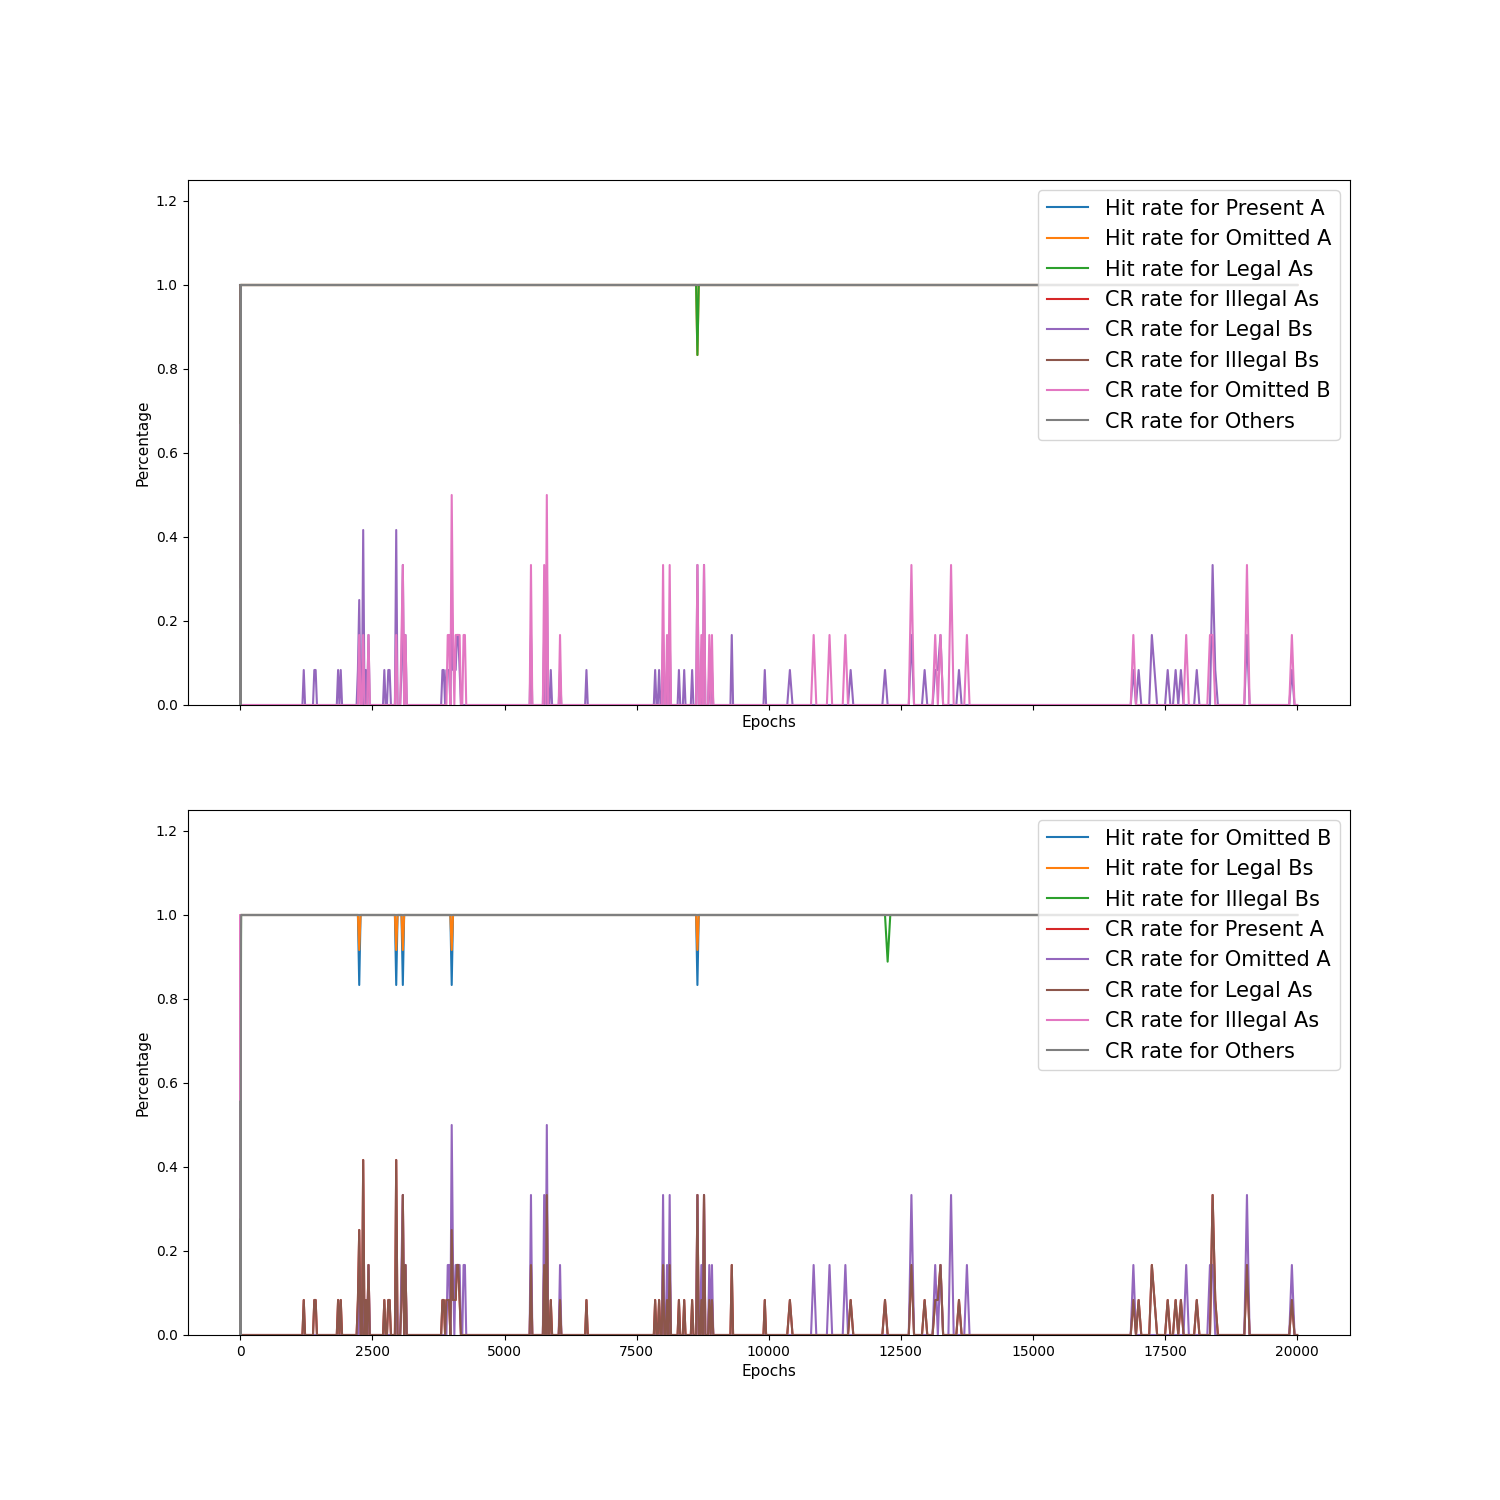 1.2
1.0
0.8
0.6
0.4
0.2
0.0
Percentage
Hit rate for Present A
Hit rate for Omitted A
Hit rate for Legal As
CR rate for Illegal As
CR rate for Legal Bs
CR rate for Illegal Bs
CR rate for Omitted B
CR rate for Others
Epochs
1.2
1.0
0.8
0.6
0.4
0.2
0.0
Percentage
Hit rate for Omitted B
Hit rate for Legal Bs
Hit rate for Illegal Bs
CR rate for Present A
CR rate for Omitted A
CR rate for Legal As
CR rate for Illegal As
CR rate for Others
0 2500 5000 7500 10000 12500 15000 17500 20000
Epochs